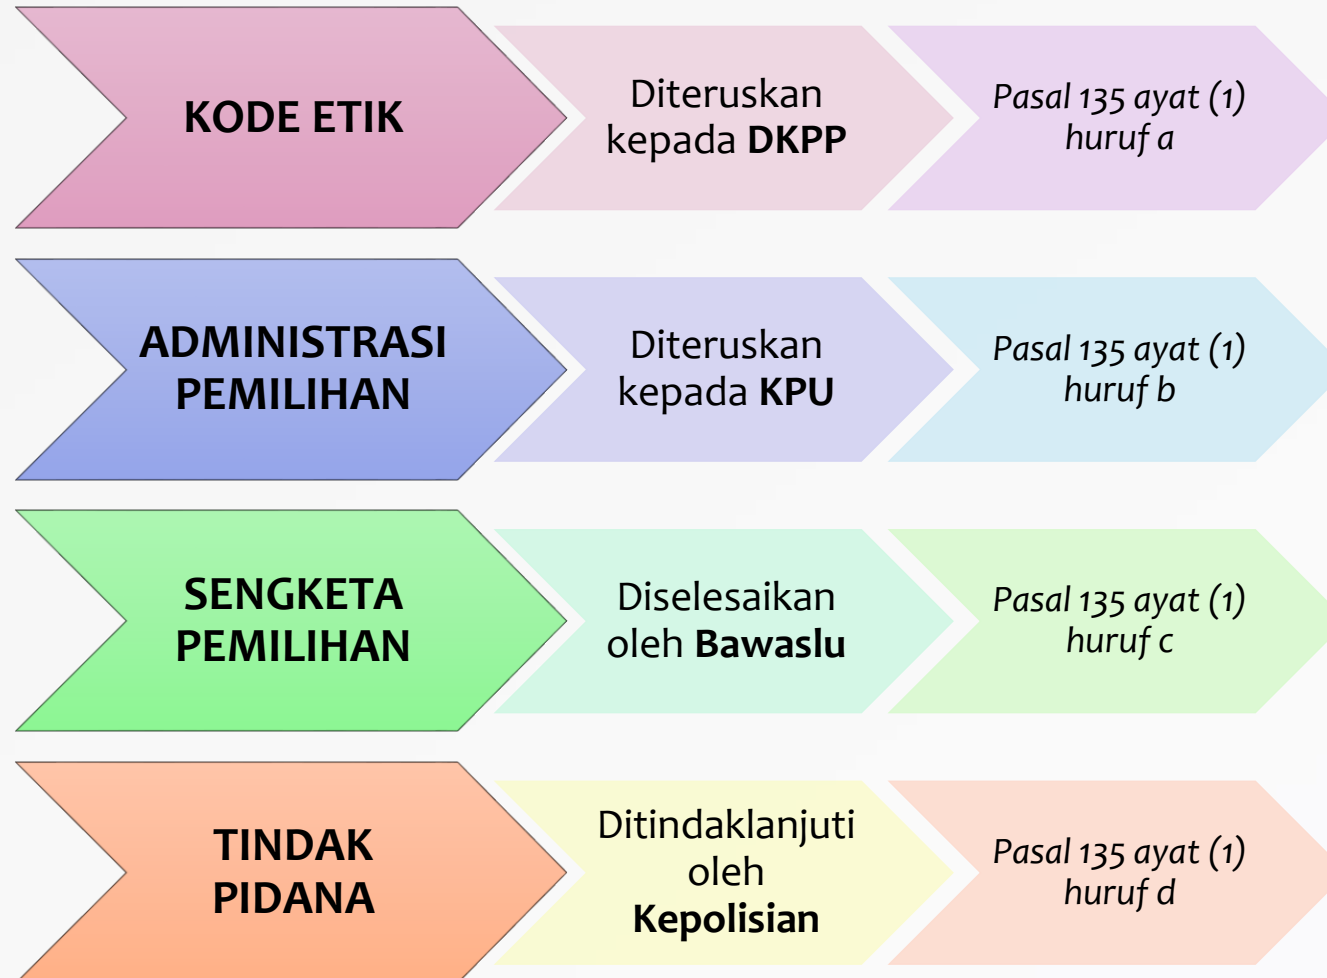 KODE ETIK
Diteruskan
kepada DKPP
Pasal 135 ayat (1)
huruf a
ADMINISTRASI
PEMILIHAN
Diteruskan
kepada KPU
Pasal 135 ayat (1)
huruf b
SENGKETA
PEMILIHAN
Diselesaikan
oleh Bawaslu
Pasal 135 ayat (1)
huruf c
TINDAK
PIDANA
Ditindaklanjuti
oleh
Kepolisian
Pasal 135 ayat (1)
huruf d